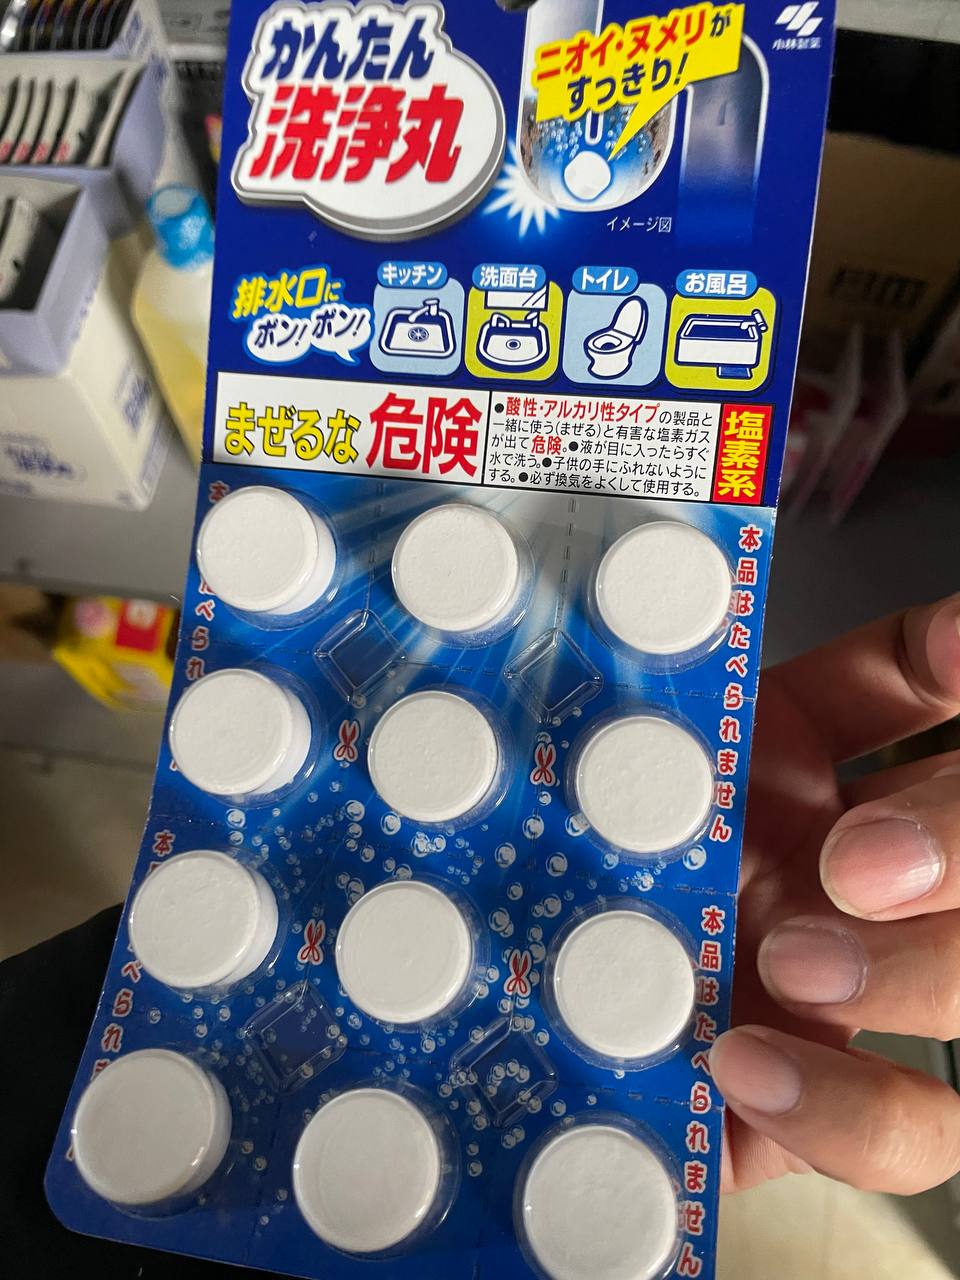 かんたん
洗浄丸
ニオイ・ヌメリが
すっきり!
小林製薬
イメージ図
排水口に
ポン!ポン!
キッチン
洗面台
トイレ
お風呂
まぜるな 危険
●酸性・アルカリ性タイプの製品と
一緒に使う(まぜる)と有害な塩素ガス
が出て危険。●液が目に入ったらすぐ
水で洗う。●子供の手にふれないように
する。●必ず換気をよくして使用する。
塩素系
本品はたべられません
本品はたべられません